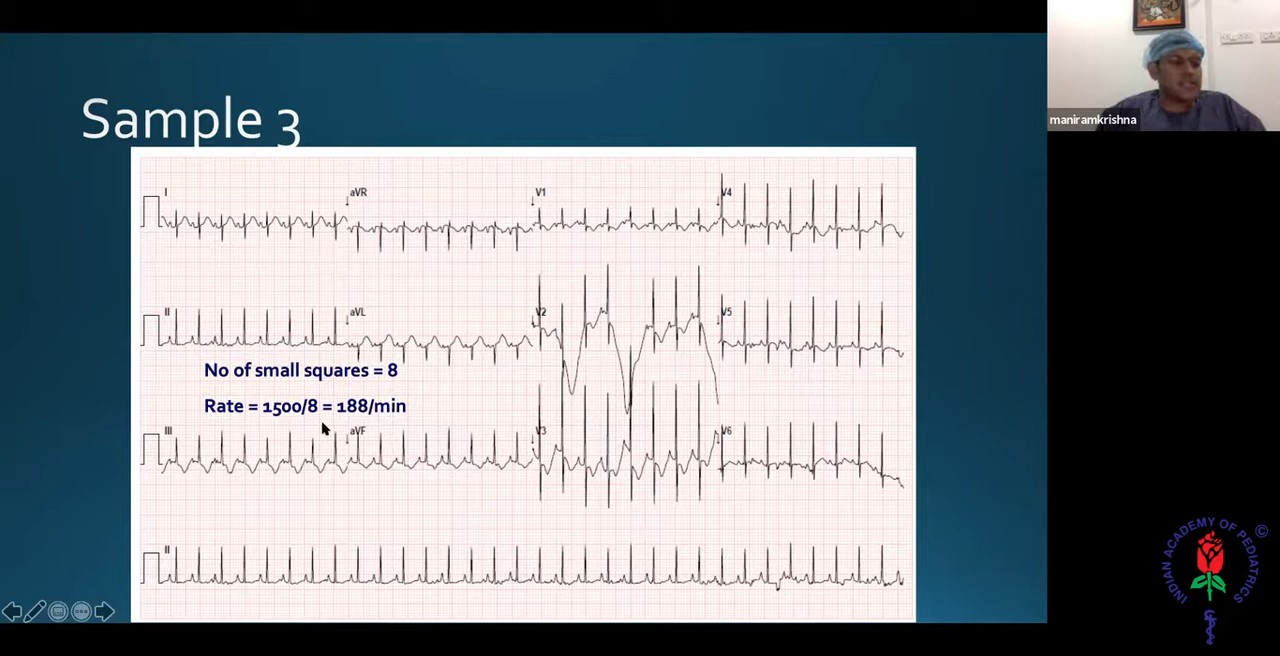 maniramkrishna
Sample 3
I
aVR
V1
V4
II
aVL
V2
V5
No of small squares = 8
Rate = 1500/8 = 188/min
III
aVF
V3
V6
II
INDIAN ACADEMY OF PEDIATRICS
©